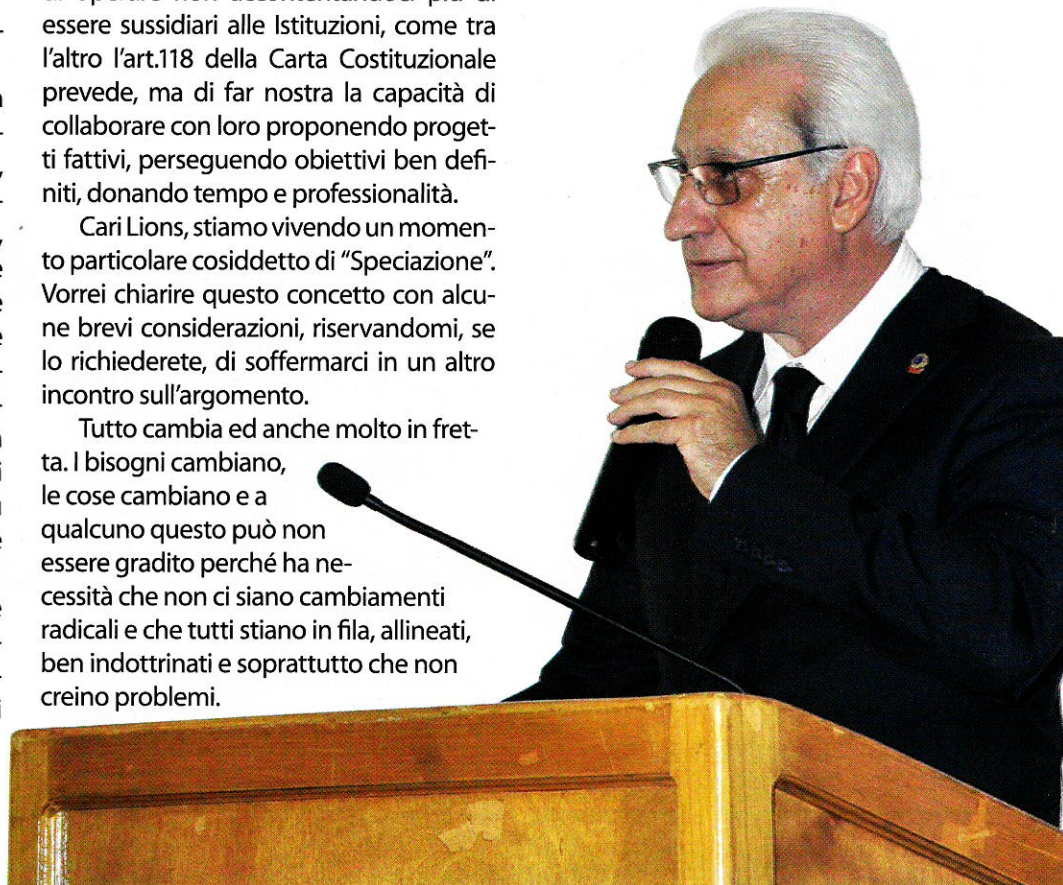 essere sussidiari alle Istituzioni, come tra
l'altro l'art.118 della Carta Costituzionale
prevede, ma di far nostra la capacità di
collaborare con loro proponendo proget-
ti fattivi, perseguendo obiettivi ben defi-
niti, donando tempo e professionalità.
Cari Lions, stiamo vivendo un momen-
to particolare cosiddetto di "Speciazione".
Vorrei chiarire questo concetto con alcu-
ne brevi considerazioni, riservandomi, se
lo richiederete, di soffermarci in un altro
incontro sull'argomento.
Tutto cambia ed anche molto in fret-
ta. I bisogni cambiano,
le cose cambiano e a
qualcuno questo può non
essere gradito perché ha ne-
cessità che non ci siano cambiamenti
radicali e che tutti stiano in fila, allineati,
ben indottrinati e soprattutto che non
creino problemi.